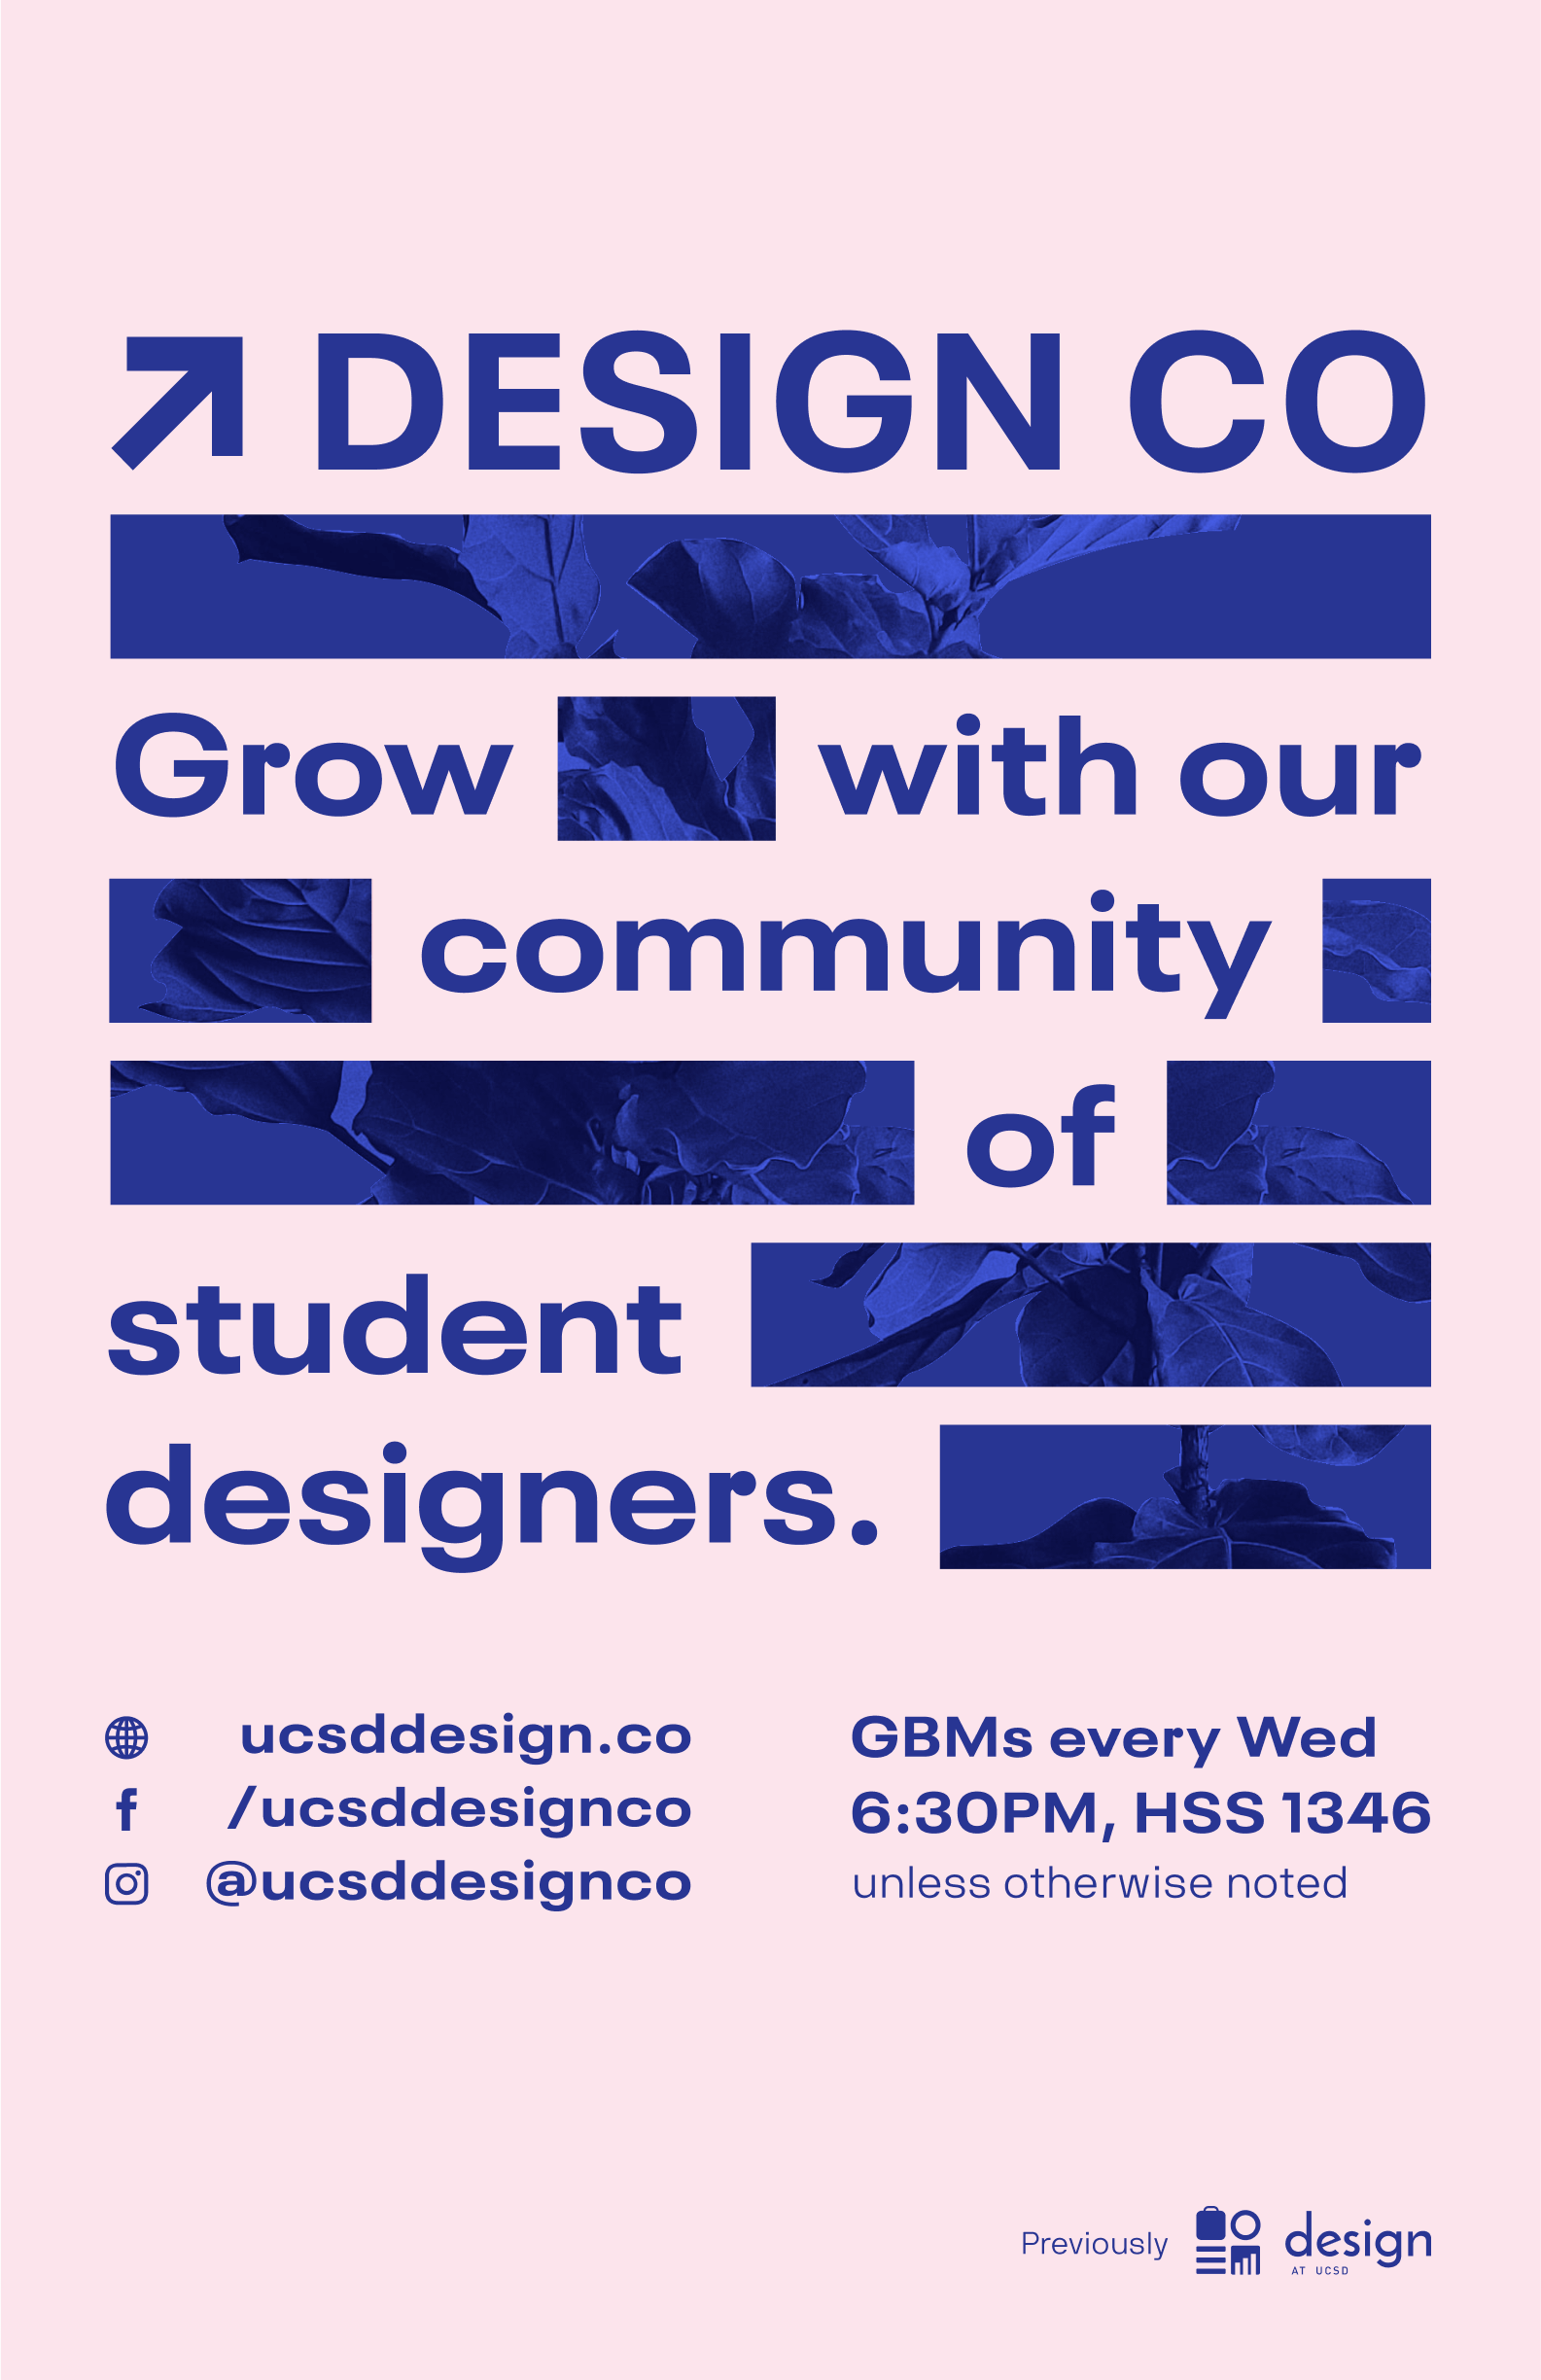 DESIGN CO
Grow with our
community
of
student
designers.
ucsddesign.co
/ucsddesignco
@ucsddesignco
GBMs every Wed
6:30PM, HSS 1346
unless otherwise noted
Previously design
AT UCSD